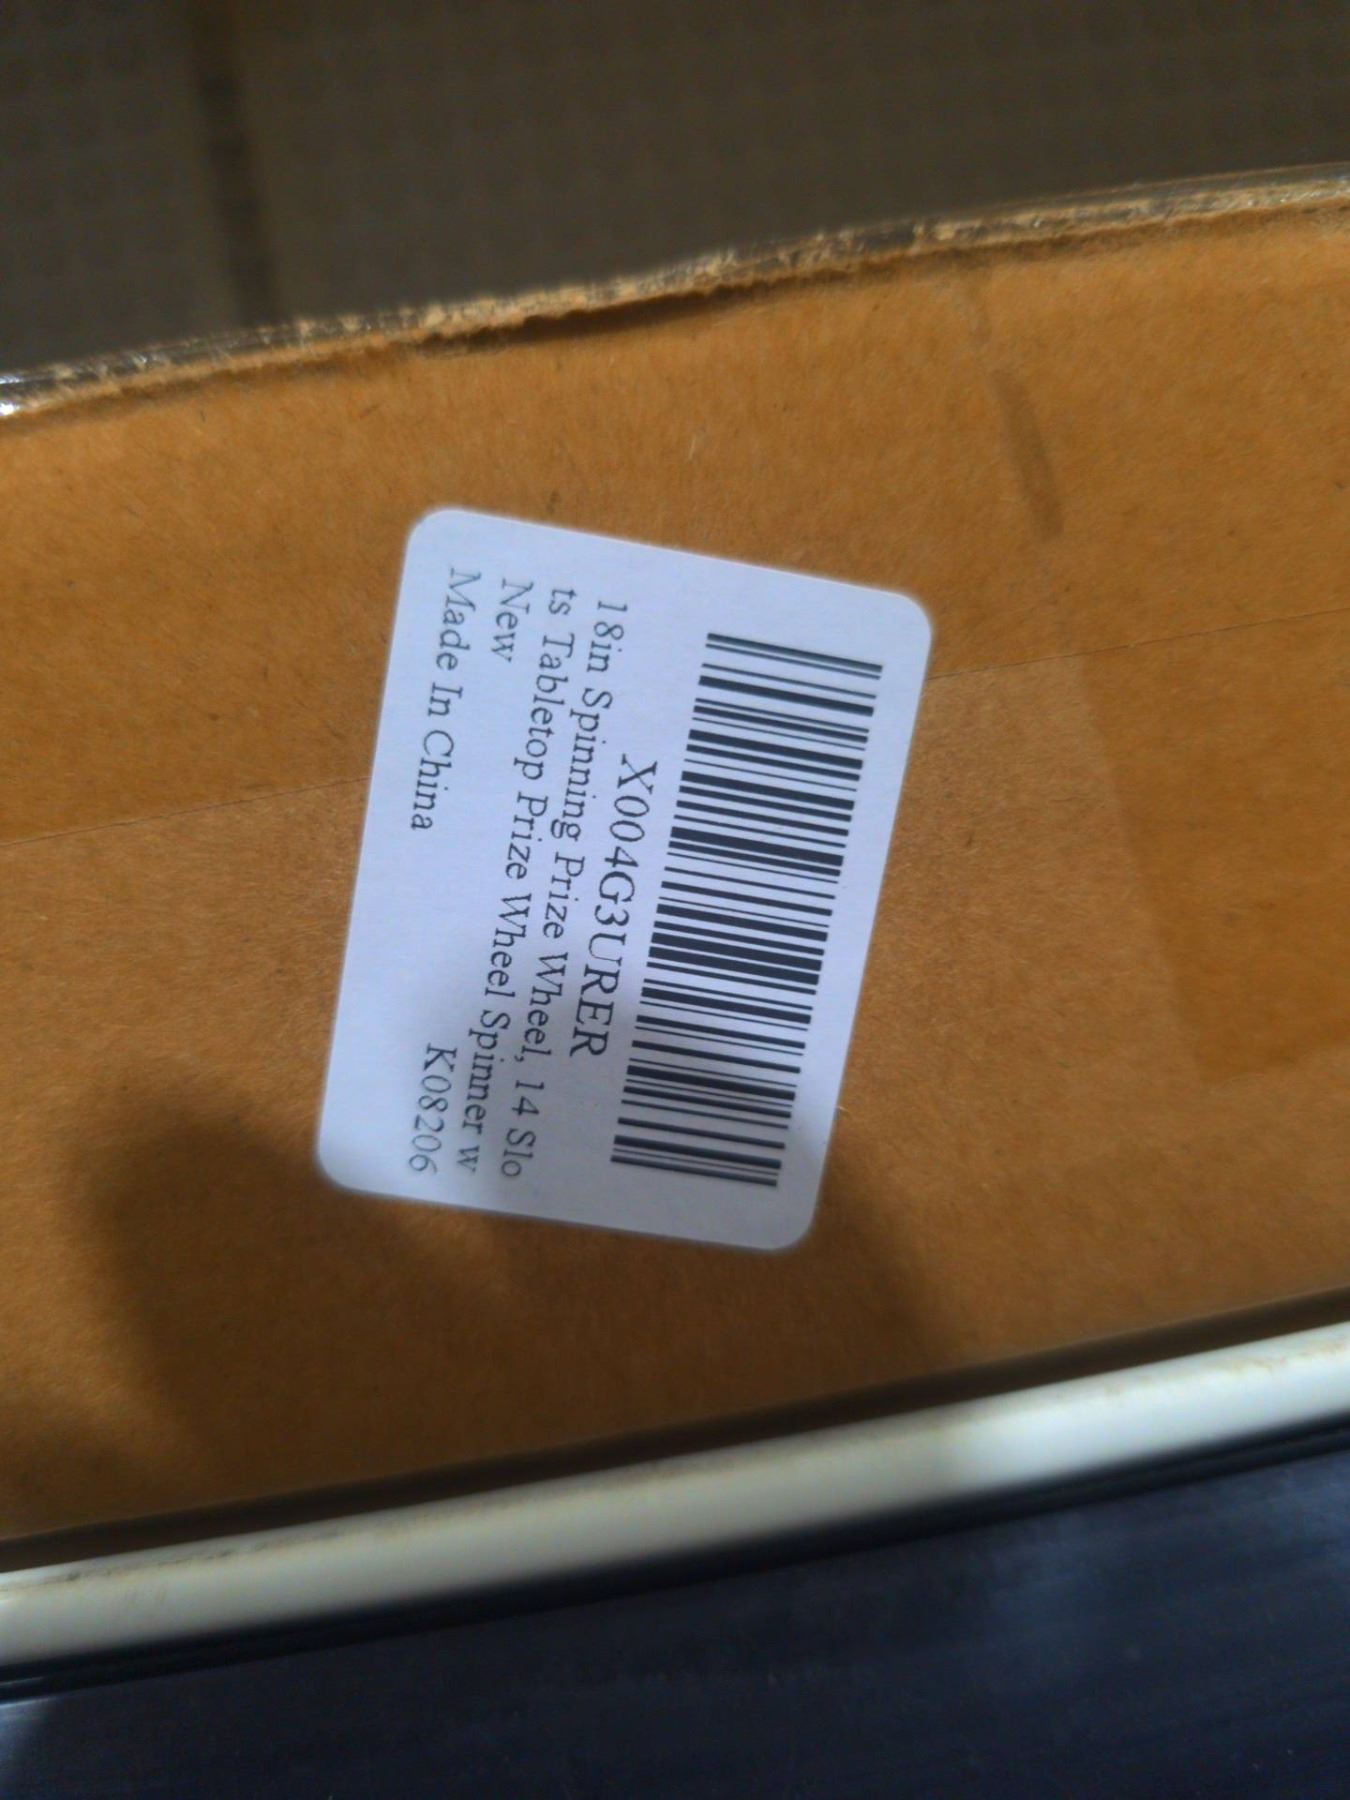 X004G3URER
18in Spinning Prize Wheel, 14 Slo
ts Tabletop Prize Wheel Spinner w
New
Made In China K08206